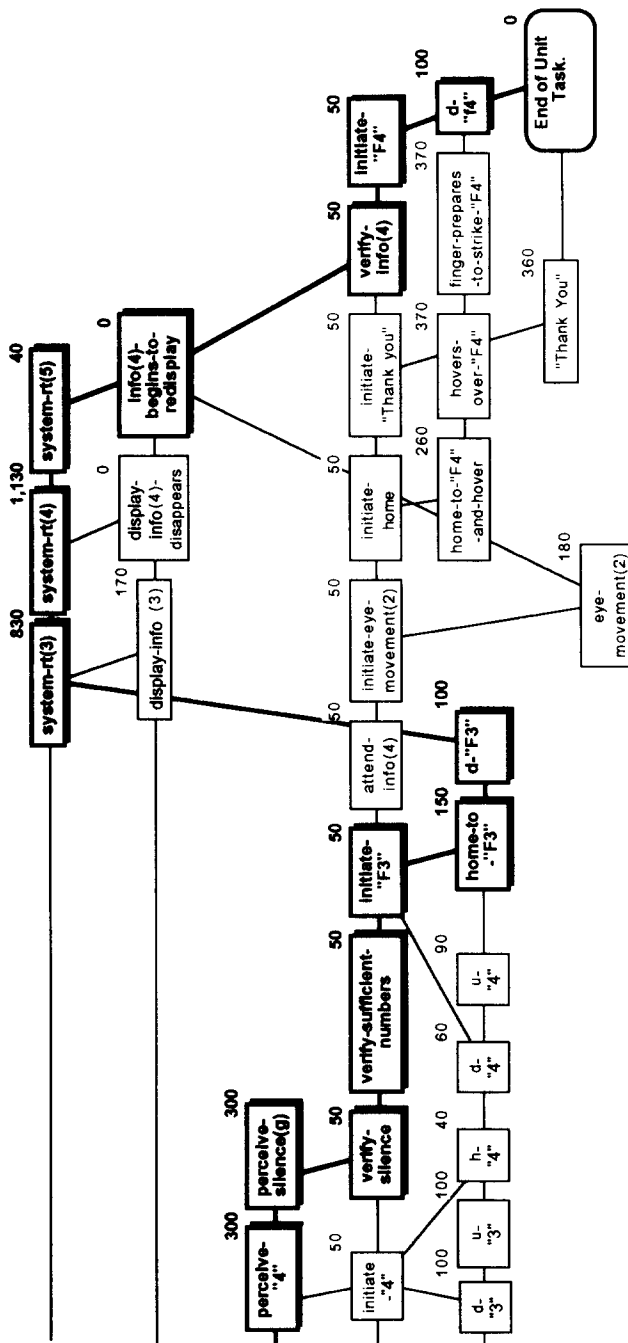 830
system-rt(3)
1,130
system-rt(4)
40
system-rt(5)
170
display-info (3)
0
display-
info(4)-
disappears
0
info(4)-
begins-to-
redisplay
300
perceive-
"4"
300
perceive-
silence(g)
50
initiate
-"4"
50
verify-
silence
50
verify-sufficient-
numbers
50
initiate-
"F3"
50
attend-
info(4)
50
initiate-eye-
movement(2)
50
initiate-
home
50
initiate-
"Thank you"
50
verify-
info(4)
50
initiate-
"F4"
100
d-
"3"
100
u-
"3"
40
h-
"4"
60
d-
"4"
90
u-
"4"
150
home-to
-"F3"
100
d-"F3"
260
home-to-"F4"
-and-hover
370
hovers-
over-"F4"
370
finger-prepares
-to-strike-"F4"
100
d-
"f4"
360
"Thank You"
0
End of Unit
Task.
180
eye-
movement(2)